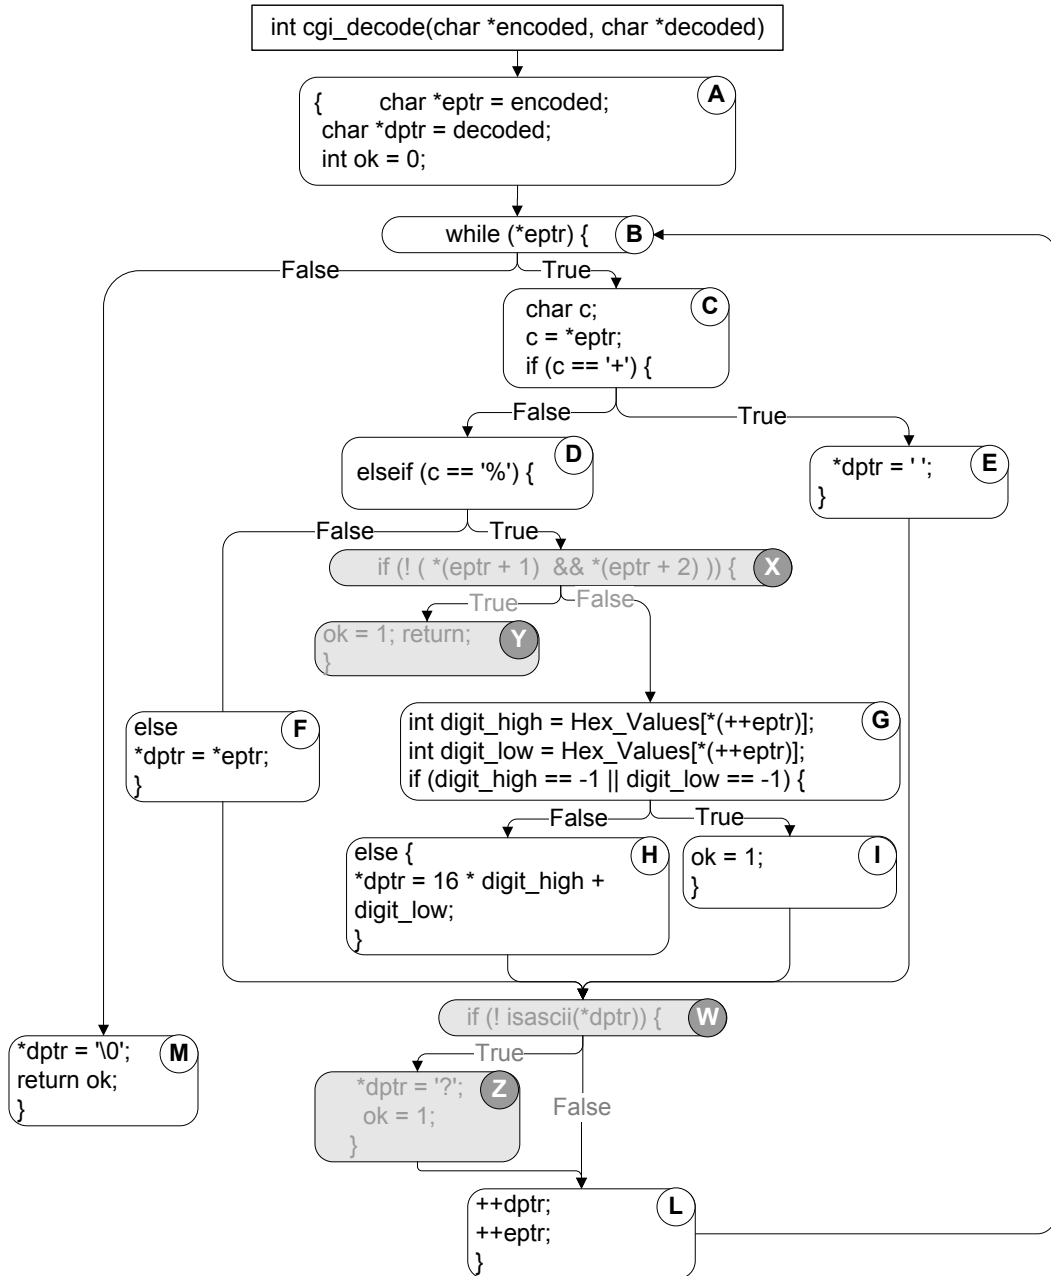 int cgi_decode(char *encoded, char *decoded)
A
{ char *eptr = encoded;
char *dptr = decoded;
int ok = 0;
while (*eptr) {
B
False
True
char c;
c = *eptr;
if (c == '+') {
C
False
True
elseif (c == '%') {
D
*dptr = ' ';
}
E
False
True
if (! ( *(eptr + 1) && *(eptr + 2) )) {
X
True
False
ok = 1; return;
}
Y
else
*dptr = *eptr;
}
F
int digit_high = Hex_Values[*(++eptr)];
int digit_low = Hex_Values[*(++eptr)];
if (digit_high == -1 || digit_low == -1) {
G
False
True
else {
*dptr = 16 * digit_high +
digit_low;
}
H
ok = 1;
}
I
if (! isascii(*dptr)) {
W
True
False
*dptr = '\0';
return ok;
}
M
*dptr = '?';
ok = 1;
}
Z
++dptr;
++eptr;
}
L